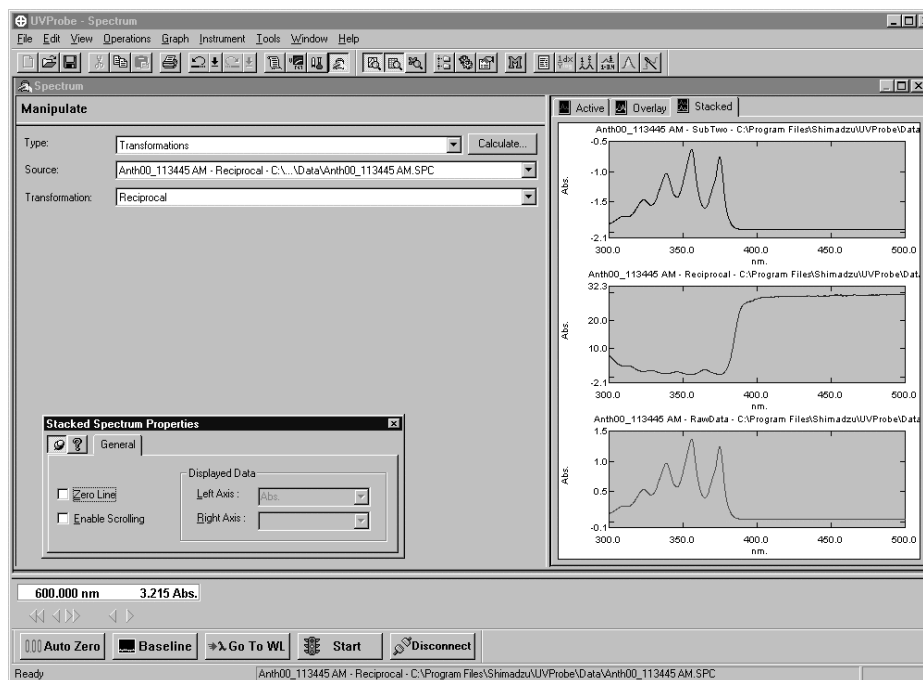 UVProbe - Spectrum
File Edit View Operations Graph Instrument Tools Window Help
Spectrum
Manipulate
Type: Transformations Calculate...
Source: Anth00_113445 AM - Reciprocal - C:\...\Data\Anth00_113445 AM.SPC
Transformation: Reciprocal
Active Overlay Stacked
Anth00_113445 AM - SubTwo - C:\Program Files\Shimadzu\UVProbe\Data
Abs.
-0.5
-1.0
-1.5
-2.1
300.0 350.0 400.0 450.0 500.0
nm.
Anth00_113445 AM - Reciprocal - C:\Program Files\Shimadzu\UVProbe\Dat
Abs.
32.3
20.0
10.0
-2.1
300.0 350.0 400.0 450.0 500.0
nm.
Anth00_113445 AM - RawData - C:\Program Files\Shimadzu\UVProbe\Data
Abs.
1.5
1.0
0.5
-0.1
300.0 350.0 400.0 450.0 500.0
nm.
Stacked Spectrum Properties
General
Zero Line
Enable Scrolling
Displayed Data
Left Axis : Abs.
Right Axis :
600.000 nm 3.215 Abs.
Auto Zero Baseline Go To WL Start Disconnect
Ready Anth00_113445 AM - Reciprocal - C:\Program Files\Shimadzu\UVProbe\Data\Anth00_113445 AM.SPC